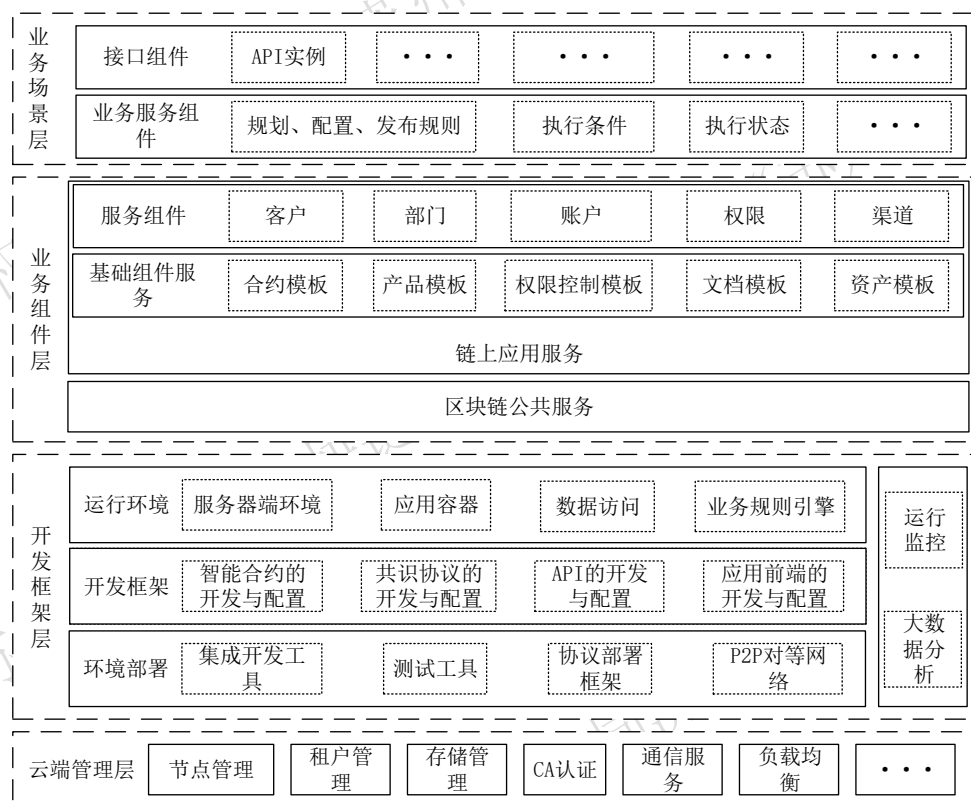 业务场景层
接口组件 API实例 ··· ··· ··· ···
业务服务组件 规划、配置、发布规则 执行条件 执行状态 ···
业务组件层
服务组件 客户 部门 账户 权限 渠道
基础组件服务 合约模板 产品模板 权限控制模板 文档模板 资产模板
链上应用服务
区块链公共服务
开发框架层
运行环境 服务器端环境 应用容器 数据访问 业务规则引擎
开发框架 智能合约的开发与配置 共识协议的开发与配置 API的开发与配置 应用前端的开发与配置
环境部署 集成开发工具 测试工具 协议部署框架 P2P对等网络
运行监控
大数据分析
云端管理层 节点管理 租户管理 存储管理 CA认证 通信服务 负载均衡 ···